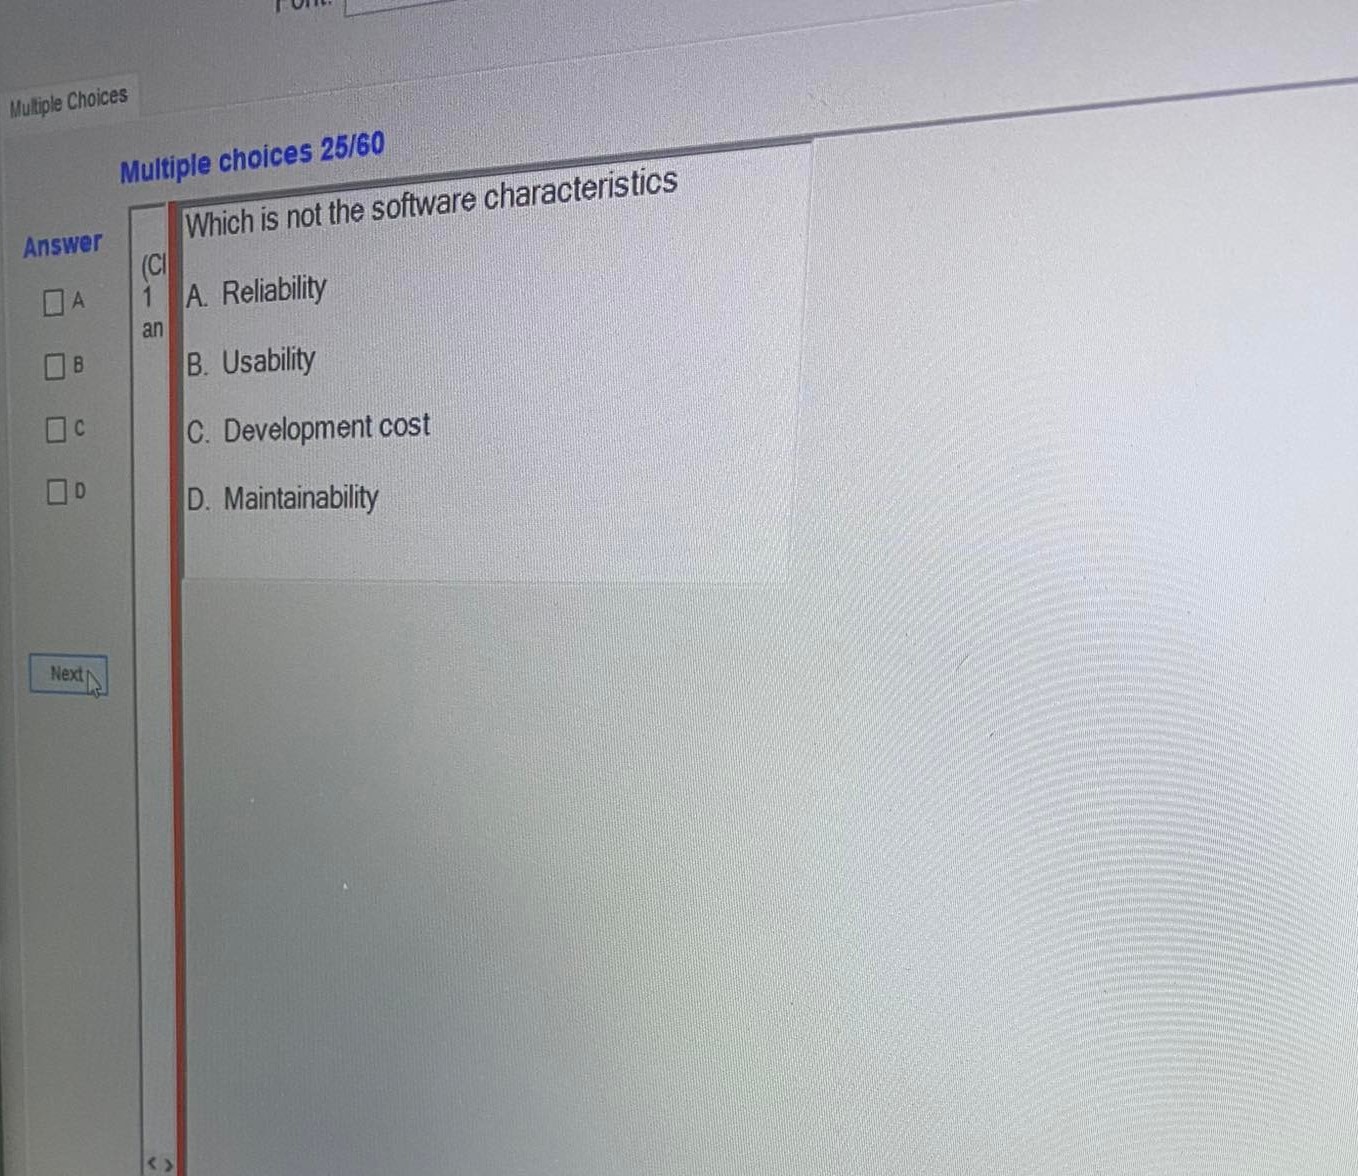 Font:
Multiple Choices
Multiple choices 25/60
Answer
A
B
C
D
Next
(Cl
1
an
Which is not the software characteristics
A. Reliability
B. Usability
C. Development cost
D. Maintainability
< >